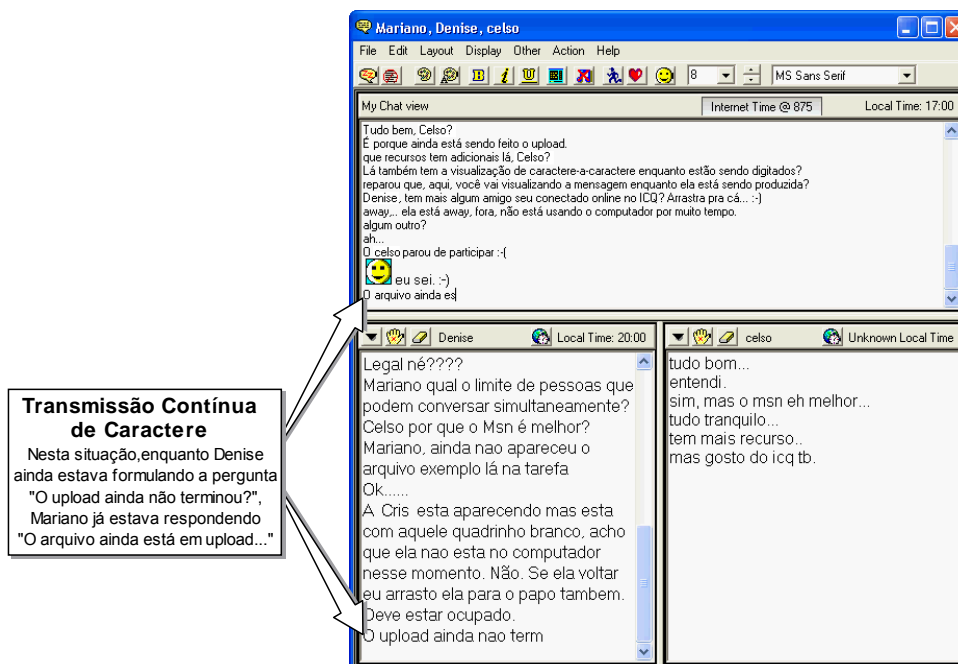 Mariano, Denise, celso
File Edit Layout Display Other Action Help
B i U 8 MS Sans Serif
My Chat view Internet Time @ 875 Local Time: 17:00
Tudo bem, Celso?
É porque ainda está sendo feito o upload.
que recursos tem adicionais lá, Celso?
Lá também tem a visualização de caractere-a-caractere enquanto estão sendo digitados?
reparou que, aqui, você vai visualizando a mensagem enquanto ela está sendo produzida?
Denise, tem mais algum amigo seu conectado online no ICQ? Arrastra pra cá... :-)
away,.. ela está away, fora, não está usando o computador por muito tempo.
algum outro?
ah...
O celso parou de participar :-(
eu sei. :-)
O arquivo ainda es
Denise Local Time: 20:00
Legal né????
Mariano qual o limite de pessoas que
podem conversar simultaneamente?
Celso por que o Msn é melhor?
Mariano, ainda nao apareceu o
arquivo exemplo lá na tarefa
Ok......
A Cris esta aparecendo mas esta
com aquele quadrinho branco, acho
que ela nao esta no computador
nesse momento. Não. Se ela voltar
eu arrasto ela para o papo tambem.
Deve estar ocupado.
O upload ainda nao term
celso Unknown Local Time
tudo bom...
entendi.
sim, mas o msn eh melhor...
tudo tranquilo...
tem mais recurso..
mas gosto do icq tb.
Transmissão Contínua
de Caractere
Nesta situação,enquanto Denise
ainda estava formulando a pergunta
"O upload ainda não terminou?",
Mariano já estava respondendo
"O arquivo ainda está em upload..."